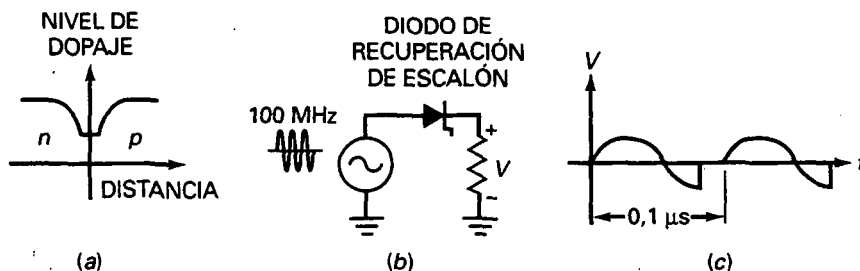 NIVEL DE
DOPAJE
n
p
DISTANCIA
(a)
DIODO DE
RECUPERACIÓN
DE ESCALÓN
100 MHz
+
V
−
(b)
V
t
0,1 µs
(c)